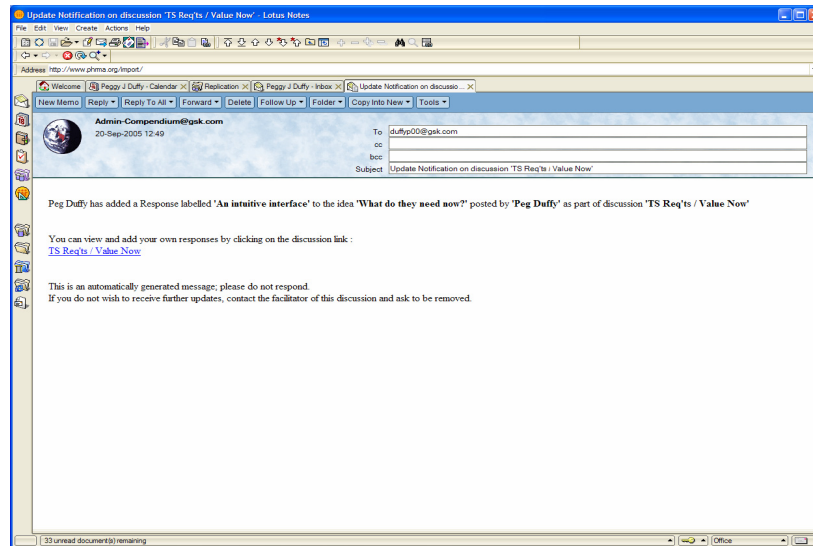 Update Notification on discussion 'TS Req'ts / Value Now' - Lotus Notes
File Edit View Create Actions Help
Address http://www.phrma.org/import/
Welcome Peggy J Duffy - Calendar Replication Peggy J Duffy - Inbox Update Notification on discussio...
New Memo Reply Reply To All Forward Delete Follow Up Folder Copy Into New Tools
Admin-Compendium@gsk.com
20-Sep-2005 12:49
To duffyp00@gsk.com
cc
bcc
Subject Update Notification on discussion 'TS Req'ts / Value Now'
Peg Duffy has added a Response labelled 'An intuitive interface' to the idea 'What do they need now?' posted by 'Peg Duffy' as part of discussion 'TS Req'ts / Value Now'
You can view and add your own responses by clicking on the discussion link :
TS Req'ts / Value Now
This is an automatically generated message; please do not respond.
If you do not wish to receive further updates, contact the facilitator of this discussion and ask to be removed.
33 unread document(s) remaining
Office